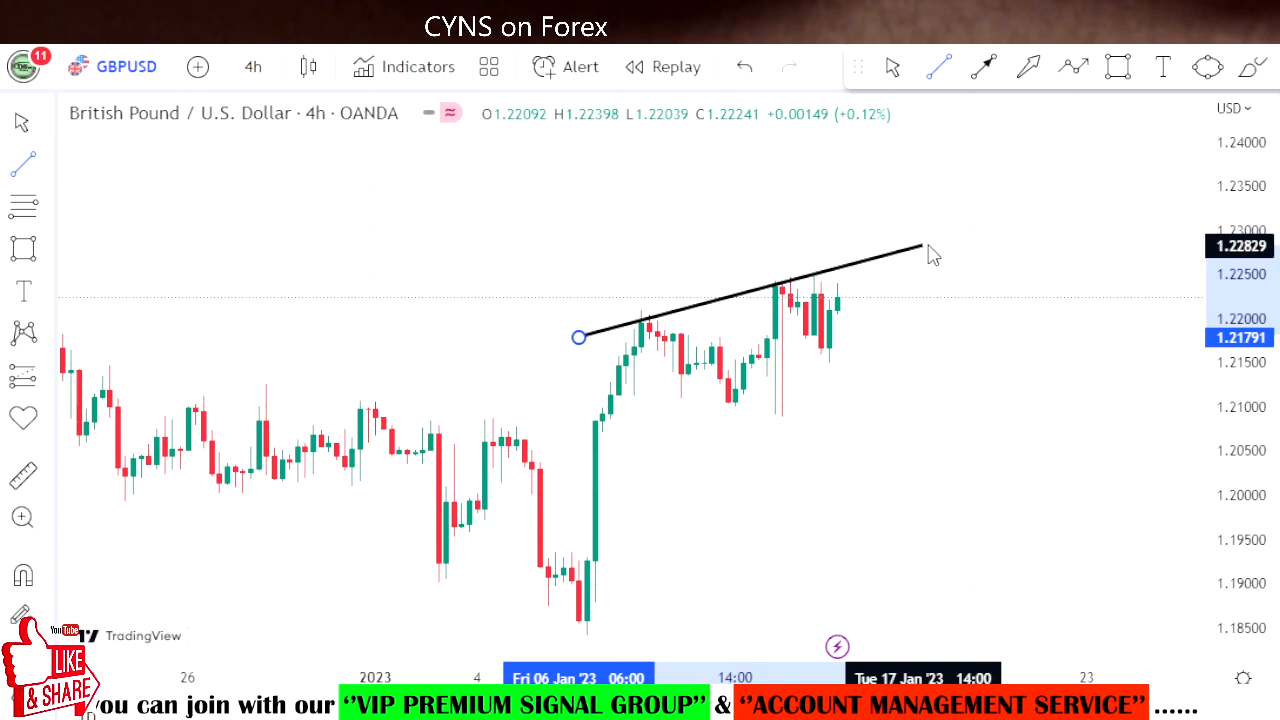 CYNS on Forex
11
GBPUSD
4h
Indicators
Alert
Replay
T
British Pound / U.S. Dollar · 4h · OANDA
O1.22092 H1.22398 L1.22039 C1.22241 +0.00149 (+0.12%)
USD
1.24000
1.23500
1.23000
1.22829
1.22500
1.22000
1.21791
1.21500
1.21000
1.20500
1.20000
1.19500
1.19000
1.18500
T
TradingView
You Tube
LIKE
& SHARE
26
2023
4
Fri 06 Jan '23 06:00
14:00
Tue 17 Jan '23 14:00
23
you can join with our ‘’VIP PREMIUM SIGNAL GROUP’’ & ‘’ACCOUNT MANAGEMENT SERVICE’’ ......